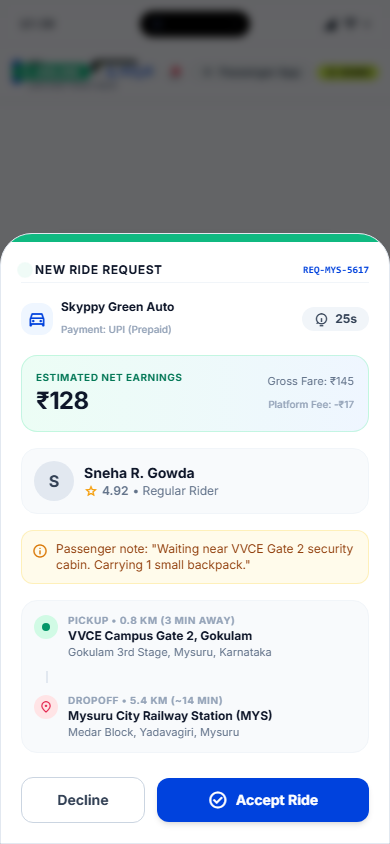 NEW RIDE REQUEST
REQ-MYS-5617
Skyppy Green Auto
Payment: UPI (Prepaid)
25s
ESTIMATED NET EARNINGS
₹128
Gross Fare: ₹145
Platform Fee: -₹17
S
Sneha R. Gowda
4.92 • Regular Rider
Passenger note: "Waiting near VVCE Gate 2 security
cabin. Carrying 1 small backpack."
PICKUP • 0.8 KM (3 MIN AWAY)
VVCE Campus Gate 2, Gokulam
Gokulam 3rd Stage, Mysuru, Karnataka
DROPOFF • 5.4 KM (~14 MIN)
Mysuru City Railway Station (MYS)
Medar Block, Yadavagiri, Mysuru
Decline
Accept Ride